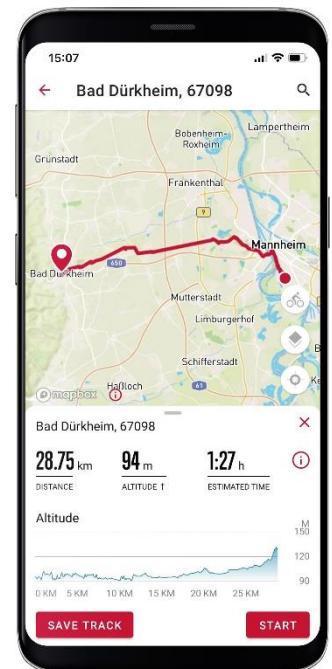 15:07
Bad Dürkheim, 67098
Lampertheim
Bobenheim-
Roxheim
Grünstadt
Frankenthal
9
Mannheim
650
Bad Dürkheim
Mutterstadt
Limburgerhof
Schifferstadt
Haßloch
61
mapbox
Bad Dürkheim, 67098
28.75 km
94 m
1:27 h
DISTANCE
ALTITUDE ↑
ESTIMATED TIME
Altitude
M
150
120
90
0 KM 5 KM 10 KM 15 KM 20 KM 25 KM
SAVE TRACK
START